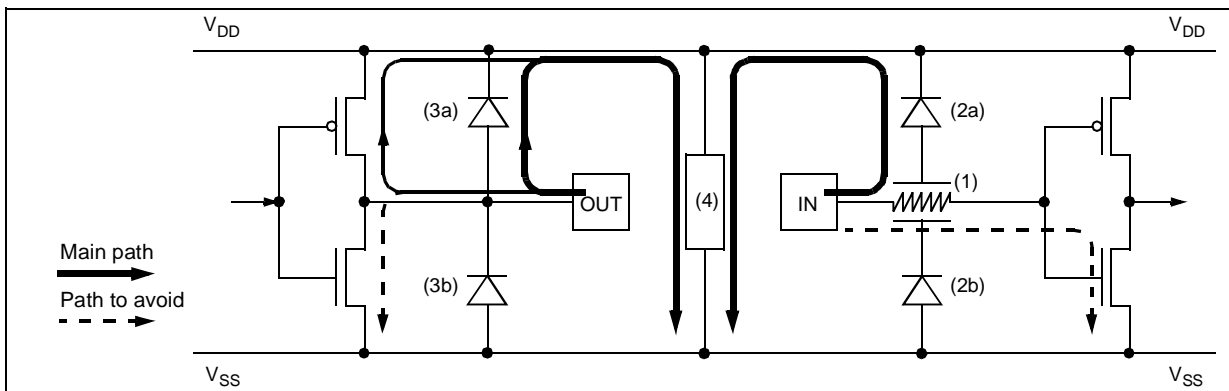 V_DD V_DD
(3a) (2a)
(1)
OUT (4) IN
Main path
(3b) (2b)
Path to avoid
V_SS V_SS